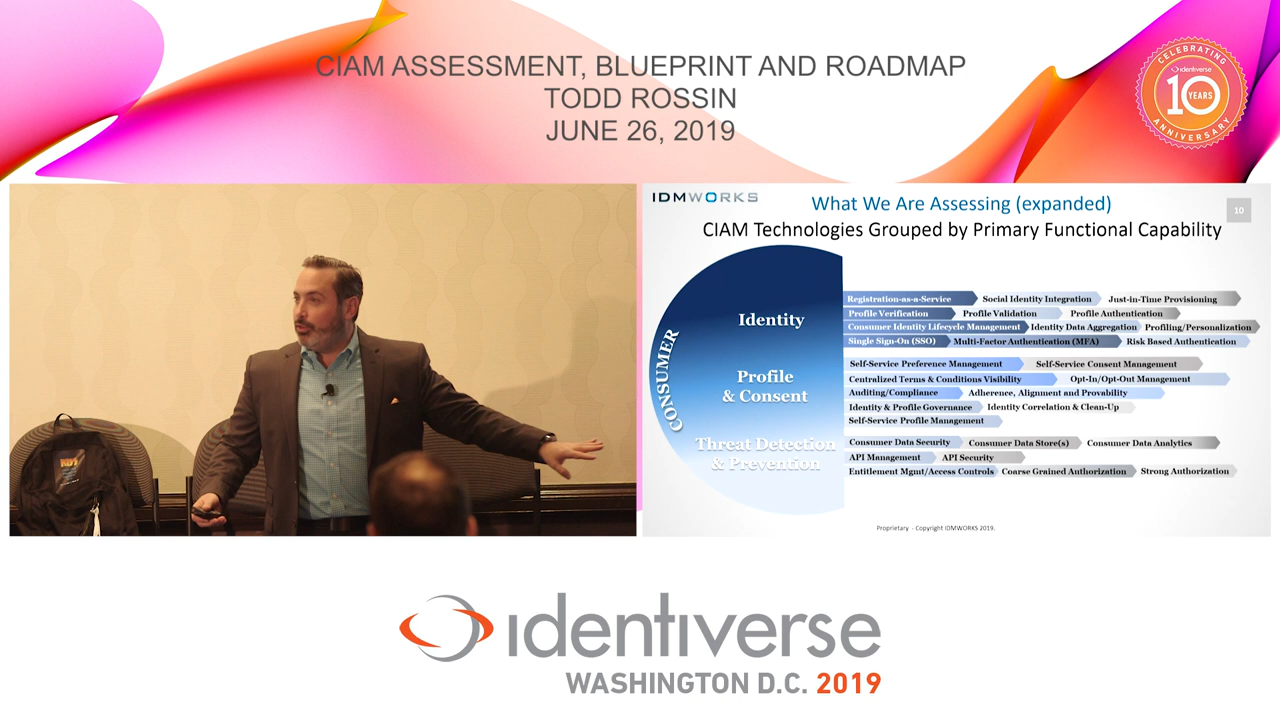 CIAM ASSESSMENT, BLUEPRINT AND ROADMAP
TODD ROSSIN
JUNE 26, 2019
CELEBRATING
identiverse
10 YEARS
ANNIVERSARY
IDMWORKS
What We Are Assessing (expanded)
10
CIAM Technologies Grouped by Primary Functional Capability
CONSUMER
Identity
Registration-as-a-Service Social Identity Integration Just-in-Time Provisioning
Profile Verification Profile Validation Profile Authentication
Consumer Identity Lifecycle Management Identity Data Aggregation Profiling/Personalization
Single Sign-On (SSO) Multi-Factor Authentication (MFA) Risk Based Authentication
Profile
& Consent
Self-Service Preference Management Self-Service Consent Management
Centralized Terms & Conditions Visibility Opt-In/Opt-Out Management
Auditing/Compliance Adherence, Alignment and Provability
Identity & Profile Governance Identity Correlation & Clean-Up
Self-Service Profile Management
Threat Detection
& Prevention
Consumer Data Security Consumer Data Store(s) Consumer Data Analytics
API Management API Security
Entitlement Mgmt/Access Controls Coarse Grained Authorization Strong Authorization
Proprietary - Copyright IDMWORKS 2019.
identiverse
WASHINGTON D.C. 2019